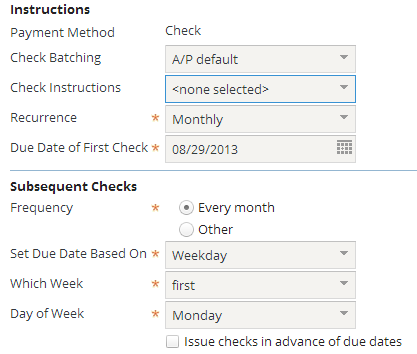 Instructions
Payment Method Check
Check Batching A/P default
Check Instructions <none selected>
Recurrence * Monthly
Due Date of First Check * 08/29/2013
Subsequent Checks
Frequency * Every month
Other
Set Due Date Based On * Weekday
Which Week * first
Day of Week * Monday
Issue checks in advance of due dates